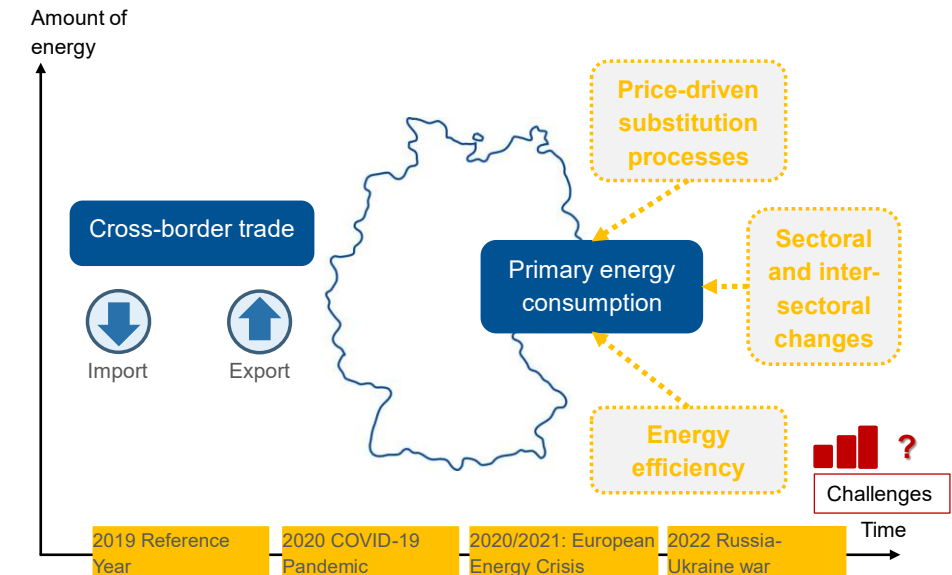 Amount of
energy
Price-driven
substitution
processes
Cross-border trade
Sectoral
and inter-
sectoral
changes
Primary energy
consumption
Import
Export
Energy
efficiency
?
Challenges
Time
2019 Reference
Year
2020 COVID-19
Pandemic
2020/2021: European
Energy Crisis
2022 Russia-
Ukraine war